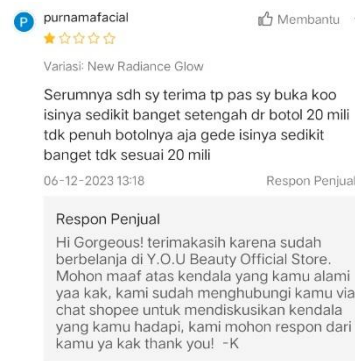 P purnamafacial Membantu
Variasi: New Radiance Glow
Serumnya sdh sy terima tp pas sy buka koo
isinya sedikit banget setengah dr botol 20 mili
tdk penuh botolnya aja gede isinya sedikit
banget tdk sesuai 20 mili
06-12-2023 13:18 Respon Penjual
Respon Penjual
Hi Gorgeous! terimakasih karena sudah
berbelanja di Y.O.U Beauty Official Store.
Mohon maaf atas kendala yang kamu alami
yaa kak, kami sudah menghubungi kamu via
chat shopee untuk mendiskusikan kendala
yang kamu hadapi, kami mohon respon dari
kamu ya kak thank you! -K